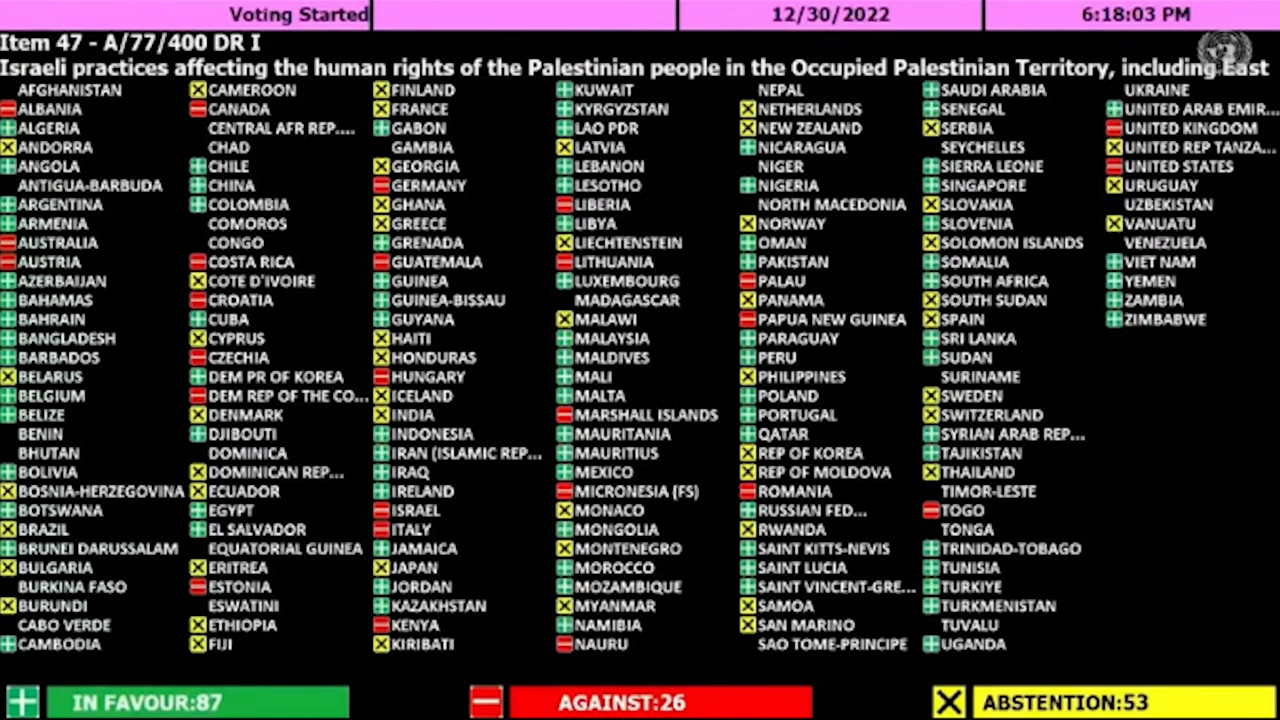 Voting Started 12/30/2022 6:18:03 PM
Item 47 - A/77/400 DR I
Israeli practices affecting the human rights of the Palestinian people in the Occupied Palestinian Territory, including East
AFGHANISTAN
ALBANIA
ALGERIA
ANDORRA
ANGOLA
ANTIGUA-BARBUDA
ARGENTINA
ARMENIA
AUSTRALIA
AUSTRIA
AZERBAIJAN
BAHAMAS
BAHRAIN
BANGLADESH
BARBADOS
BELARUS
BELGIUM
BELIZE
BENIN
BHUTAN
BOLIVIA
BOSNIA-HERZEGOVINA
BOTSWANA
BRAZIL
BRUNEI DARUSSALAM
BULGARIA
BURKINA FASO
BURUNDI
CABO VERDE
CAMBODIA
CAMEROON
CANADA
CENTRAL AFR REP....
CHAD
CHILE
CHINA
COLOMBIA
COMOROS
CONGO
COSTA RICA
COTE D'IVOIRE
CROATIA
CUBA
CYPRUS
CZECHIA
DEM PR OF KOREA
DEM REP OF THE CO...
DENMARK
DJIBOUTI
DOMINICA
DOMINICAN REP...
ECUADOR
EGYPT
EL SALVADOR
EQUATORIAL GUINEA
ERITREA
ESTONIA
ESWATINI
ETHIOPIA
FIJI
FINLAND
FRANCE
GABON
GAMBIA
GEORGIA
GERMANY
GHANA
GREECE
GRENADA
GUATEMALA
GUINEA
GUINEA-BISSAU
GUYANA
HAITI
HONDURAS
HUNGARY
ICELAND
INDIA
INDONESIA
IRAN (ISLAMIC REP...
IRAQ
IRELAND
ISRAEL
ITALY
JAMAICA
JAPAN
JORDAN
KAZAKHSTAN
KENYA
KIRIBATI
KUWAIT
KYRGYZSTAN
LAO PDR
LATVIA
LEBANON
LESOTHO
LIBERIA
LIBYA
LIECHTENSTEIN
LITHUANIA
LUXEMBOURG
MADAGASCAR
MALAWI
MALAYSIA
MALDIVES
MALI
MALTA
MARSHALL ISLANDS
MAURITANIA
MAURITIUS
MEXICO
MICRONESIA (FS)
MONACO
MONGOLIA
MONTENEGRO
MOROCCO
MOZAMBIQUE
MYANMAR
NAMIBIA
NAURU
NEPAL
NETHERLANDS
NEW ZEALAND
NICARAGUA
NIGER
NIGERIA
NORTH MACEDONIA
NORWAY
OMAN
PAKISTAN
PALAU
PANAMA
PAPUA NEW GUINEA
PARAGUAY
PERU
PHILIPPINES
POLAND
PORTUGAL
QATAR
REP OF KOREA
REP OF MOLDOVA
ROMANIA
RUSSIAN FED...
RWANDA
SAINT KITTS-NEVIS
SAINT LUCIA
SAINT VINCENT-GRE...
SAMOA
SAN MARINO
SAO TOME-PRINCIPE
SAUDI ARABIA
SENEGAL
SERBIA
SEYCHELLES
SIERRA LEONE
SINGAPORE
SLOVAKIA
SLOVENIA
SOLOMON ISLANDS
SOMALIA
SOUTH AFRICA
SOUTH SUDAN
SPAIN
SRI LANKA
SUDAN
SURINAME
SWEDEN
SWITZERLAND
SYRIAN ARAB REP...
TAJIKISTAN
THAILAND
TIMOR-LESTE
TOGO
TONGA
TRINIDAD-TOBAGO
TUNISIA
TURKIYE
TURKMENISTAN
TUVALU
UGANDA
UKRAINE
UNITED ARAB EMIR...
UNITED KINGDOM
UNITED REP TANZA...
UNITED STATES
URUGUAY
UZBEKISTAN
VANUATU
VENEZUELA
VIET NAM
YEMEN
ZAMBIA
ZIMBABWE
IN FAVOUR:87
AGAINST:26
ABSTENTION:53